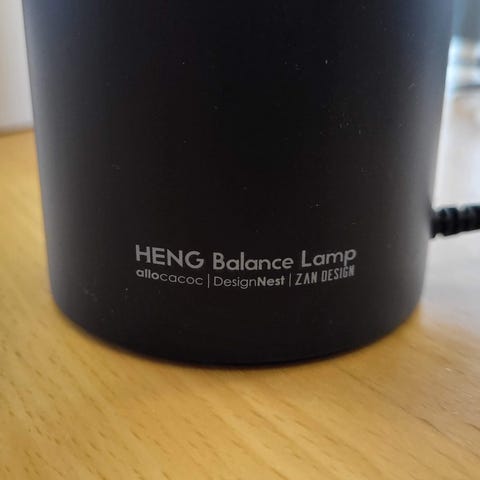 HENG Balance Lamp
allocacoc | DesignNest | ZAN DESIGN